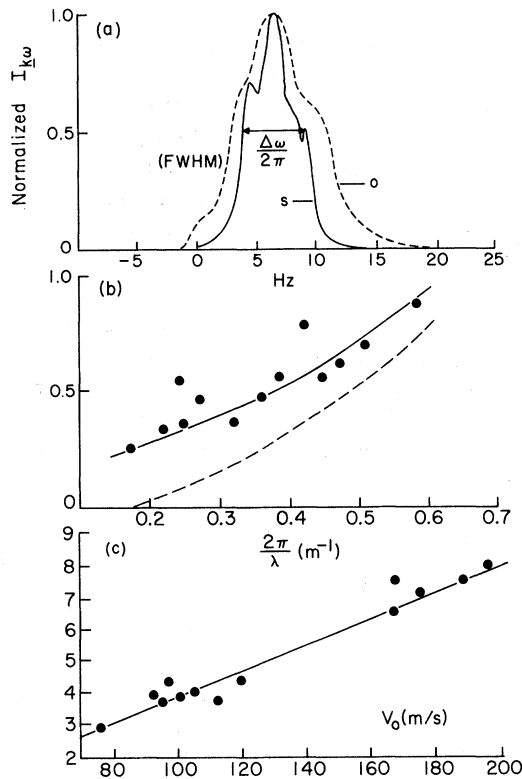 (a)
Normalized I_kω
1.0
0.5
0
(FWHM)
Δω
2π
s
o
-5 0 5 10 15 20 25
Hz
(b)
1.0
0.5
0
0.2 0.3 0.4 0.5 0.6 0.7
2π
λ (m⁻¹)
(c)
9
8
7
6
5
4
3
2
V₀(m/s)
80 100 120 140 160 180 200